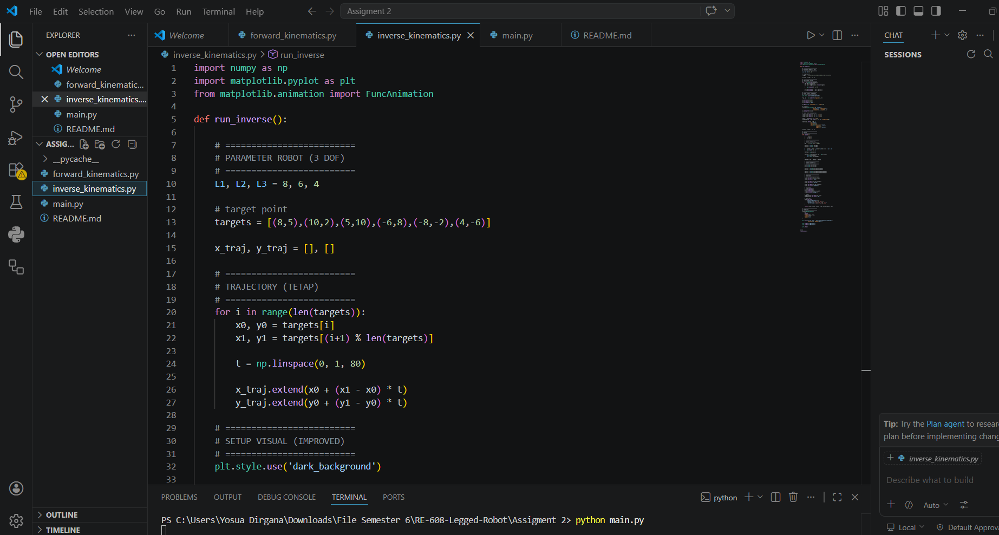 File Edit Selection View Go Run Terminal Help
Assigment 2
EXPLORER
OPEN EDITORS
Welcome
forward_kinematic...
inverse_kinematics....
main.py
README.md
ASSIG...
__pycache__
forward_kinematics.py
inverse_kinematics.py
main.py
README.md
OUTLINE
TIMELINE
Welcome
forward_kinematics.py
inverse_kinematics.py
main.py
README.md
inverse_kinematics.py > run_inverse
1 import numpy as np
2 import matplotlib.pyplot as plt
3 from matplotlib.animation import FuncAnimation
4
5 def run_inverse():
6
7 # =========================
8 # PARAMETER ROBOT (3 DOF)
9 # =========================
10 L1, L2, L3 = 8, 6, 4
11
12 # target point
13 targets = [(8,5),(10,2),(5,10),(-6,8),(-8,-2),(4,-6)]
14
15 x_traj, y_traj = [], []
16
17 # =========================
18 # TRAJECTORY (TETAP)
19 # =========================
20 for i in range(len(targets)):
21 x0, y0 = targets[i]
22 x1, y1 = targets[(i+1) % len(targets)]
23
24 t = np.linspace(0, 1, 80)
25
26 x_traj.extend(x0 + (x1 - x0) * t)
27 y_traj.extend(y0 + (y1 - y0) * t)
28
29 # =========================
30 # SETUP VISUAL (IMPROVED)
31 # =========================
32 plt.style.use('dark_background')
33
PROBLEMS OUTPUT DEBUG CONSOLE TERMINAL PORTS
python
PS C:\Users\Yosua Dirgana\Downloads\File Semester 6\RE-608-Legged-Robot\Assigment 2> python main.py
CHAT
SESSIONS
Tip: Try the Plan agent to resear
plan before implementing chang
inverse_kinematics.py
Describe what to build
Auto
Local Default Approva